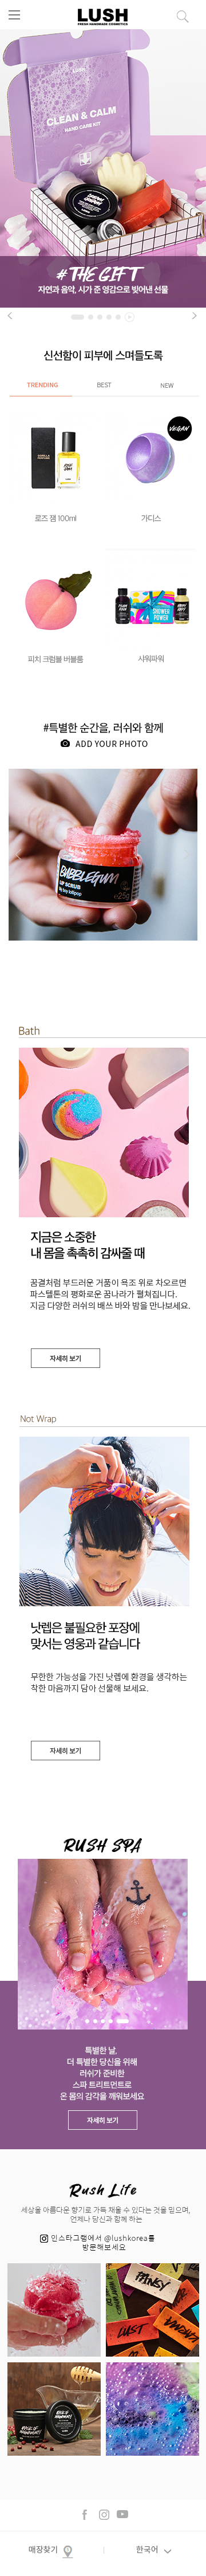 LUSH
FRESH HANDMADE COSMETICS
LUSH
CLEAN & CALM
HAND CARE KIT
#THE GIFT
자연과 음악, 시가 준 영감으로 빚어낸 선물
신선함이 피부에 스며들도록
TRENDING
BEST
NEW
VEGAN
로즈 잼 100ml
가디스
SHOWER POWER
피치 크럼블 버블룸
샤워파워
#특별한 순간을, 러쉬와 함께
ADD YOUR PHOTO
BUBBLEGUM
LIP SCRUB
25g
Bath
지금은 소중한
내 몸을 촉촉히 감싸줄 때
꿈결처럼 부드러운 거품이 욕조 위로 차오르면
파스텔톤의 평화로운 꿈나라가 펼쳐집니다.
지금 다양한 러쉬의 배쓰 바와 밤을 만나보세요.
자세히 보기
Not Wrap
낫렙은 불필요한 포장에
맞서는 영웅과 같습니다
무한한 가능성을 가진 낫렙에 환경을 생각하는
착한 마음까지 담아 선물해 보세요.
자세히 보기
RUSH SPA
특별한 날,
더 특별한 당신을 위해
러쉬가 준비한
스파 트리트먼트로
온 몸의 감각을 깨워보세요
자세히 보기
Rush Life
세상을 아름다운 향기로 가득 채울 수 있다는 것을 믿으며,
언제나 당신과 함께 하는
인스타그램에서 @lushkorea를
방문해보세요
PANSY
LUST
매장찾기
한국어